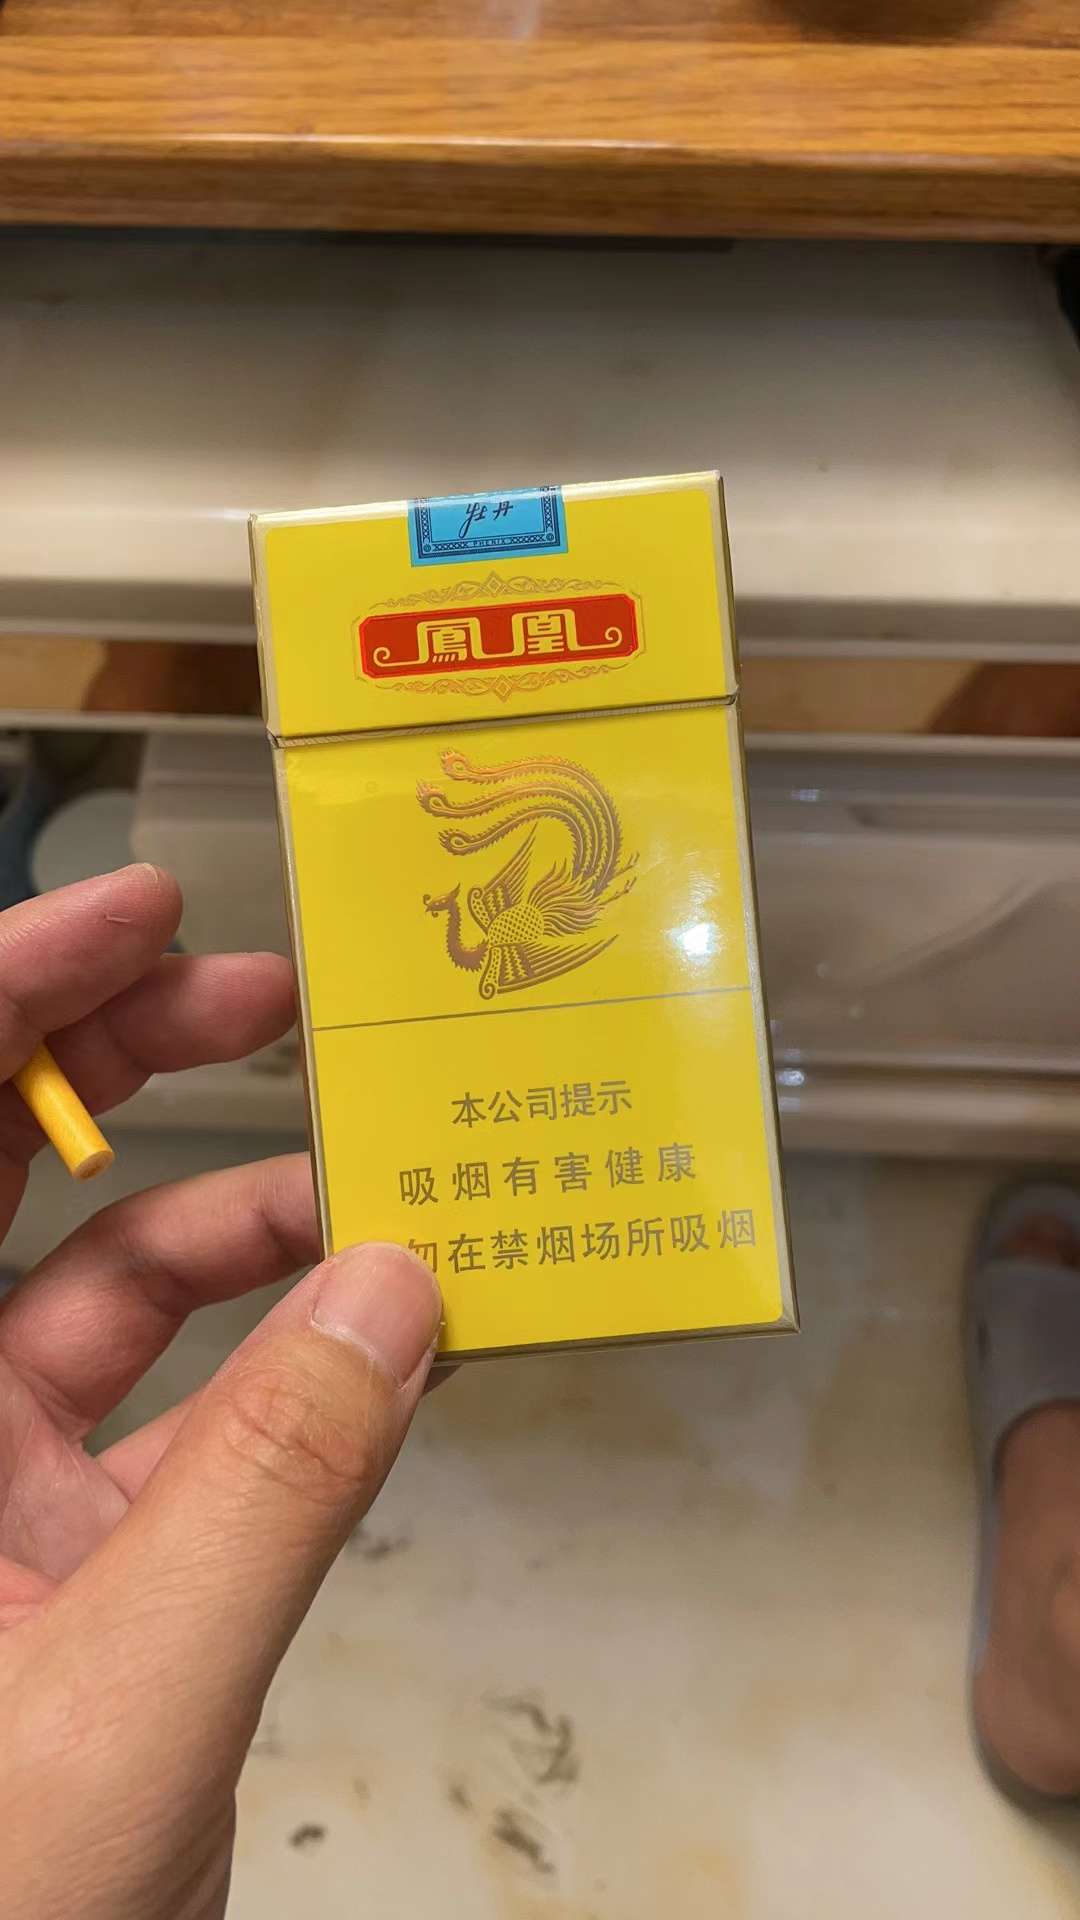 牡丹
PHENIX
鳳凰
本公司提示
吸烟有害健康
勿在禁烟场所吸烟